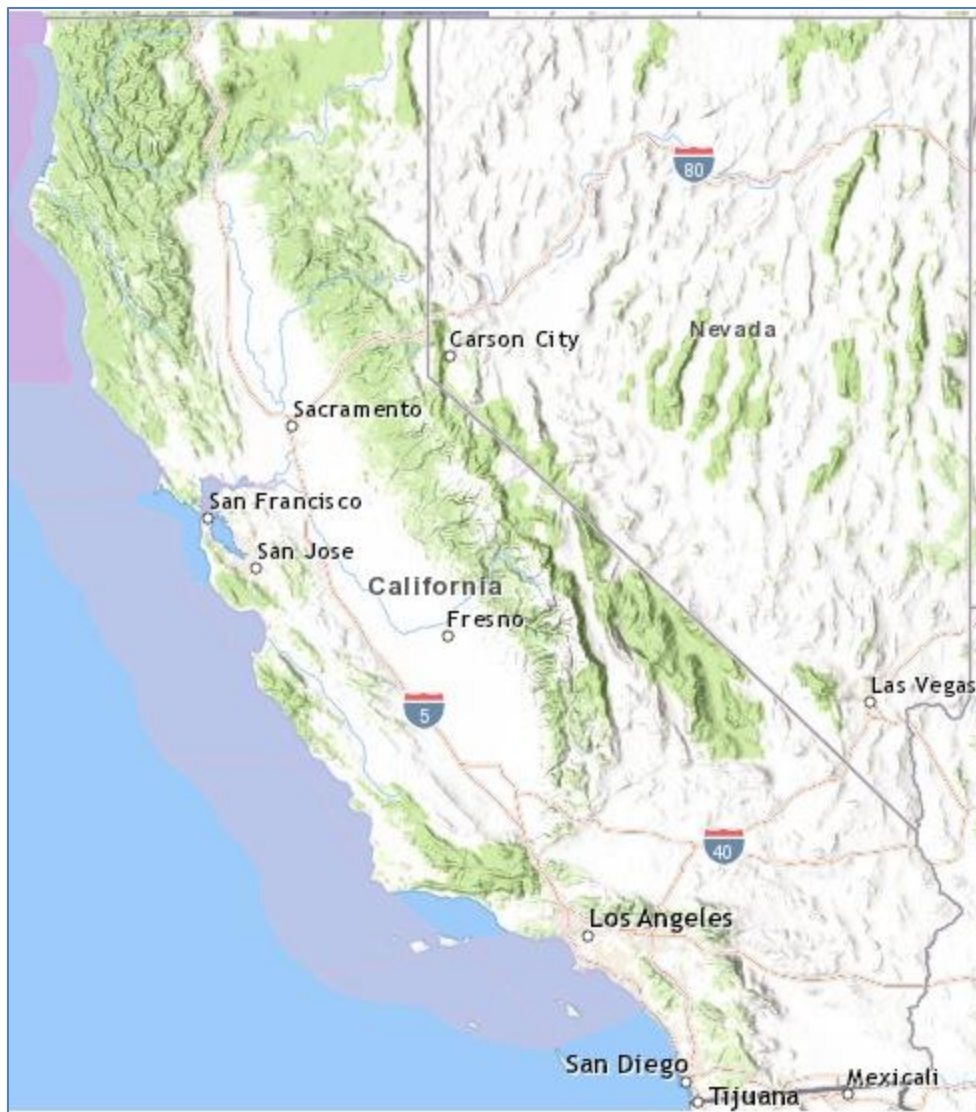 80
Nevada
Carson City
Sacramento
San Francisco
San Jose
California
Fresno
Las Vegas
5
40
Los Angeles
San Diego
Mexicali
Tijuana